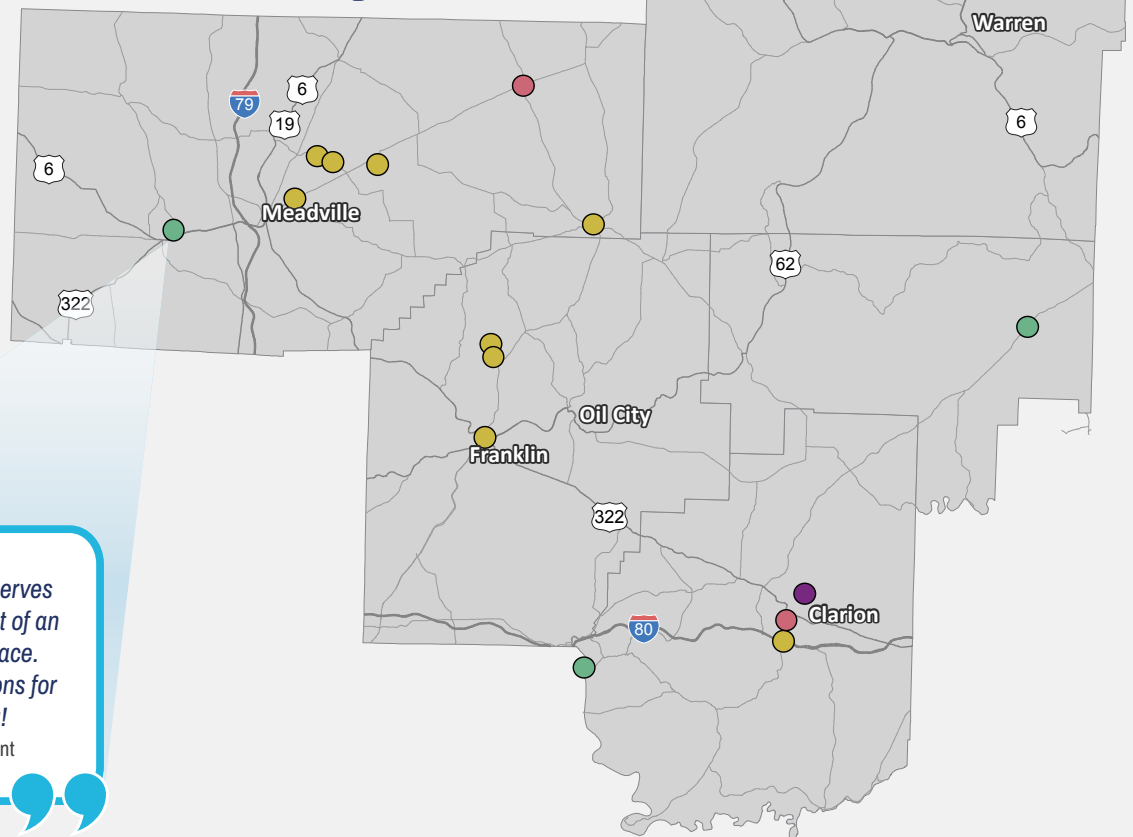 Warren
6
79
19
6
6
Meadville
62
322
Oil City
Franklin
322
Clarion
80
erves
t of an
ace.
ons for
!
nt